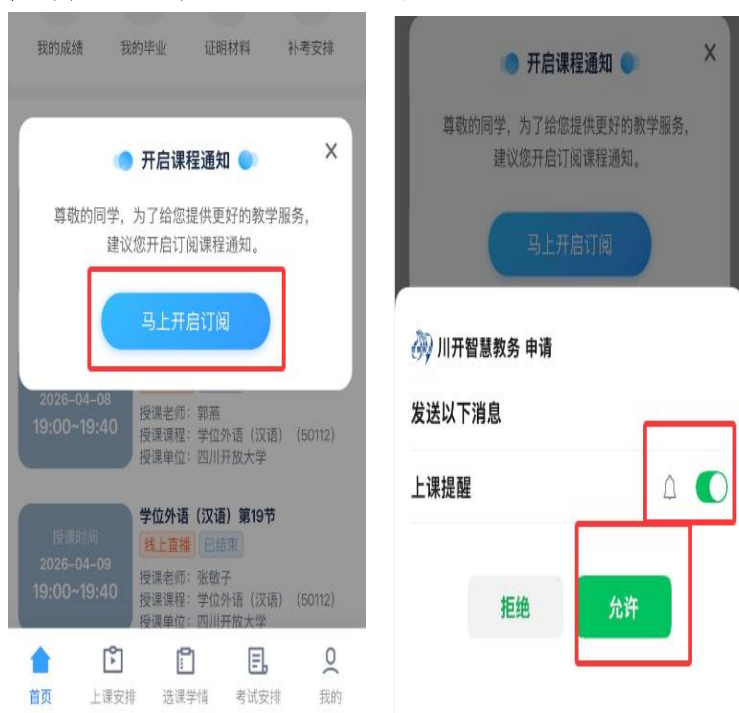 我的成绩
我的毕业
证明材料
补考安排
开启课程通知
×
尊敬的同学，为了给您提供更好的教学服务，
建议您开启订阅课程通知。
马上开启订阅
2026-04-08
19:00~19:40
授课老师：郭燕
授课课程：学位外语（汉语）（50112）
授课单位：四川开放大学
授课时间
2026-04-09
19:00~19:40
学位外语（汉语）第19节
线上直播
已结束
授课老师：张敏子
授课课程：学位外语（汉语）（50112）
授课单位：四川开放大学
首页
上课安排
选课学情
考试安排
我的
开启课程通知
×
尊敬的同学，为了给您提供更好的教学服务，
建议您开启订阅课程通知。
马上开启订阅
川开智慧教务 申请
发送以下消息
上课提醒
拒绝
允许